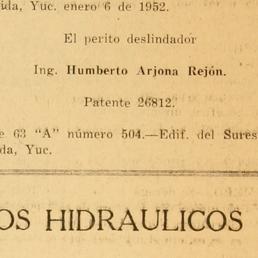 ida, Yuc. enero 6 de 1952.
El perito deslindador
Ing. Humberto Arjona Rejón.
Patente 26812.
e 63 "A" número 504.—Edif. del Sures
da, Yuc.
OS HIDRAULICOS